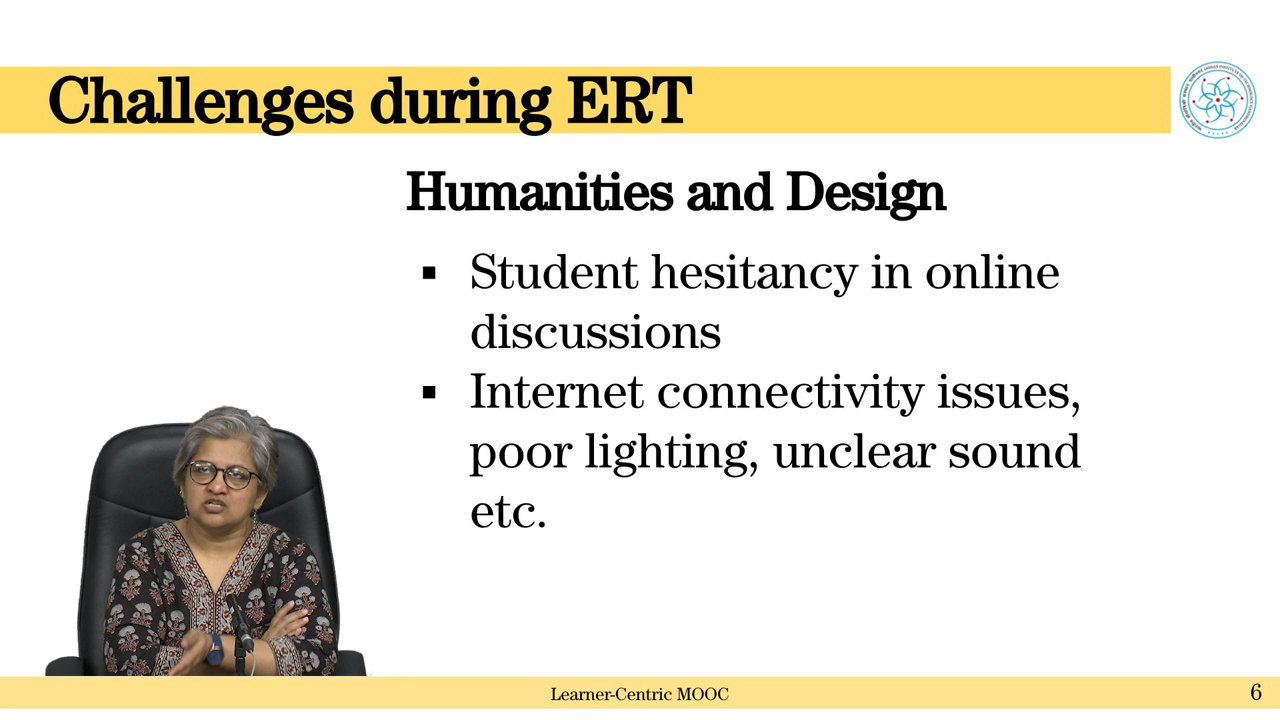 Challenges during ERT
Humanities and Design
▪ Student hesitancy in online
discussions
▪ Internet connectivity issues,
poor lighting, unclear sound
etc.
Learner-Centric MOOC
6